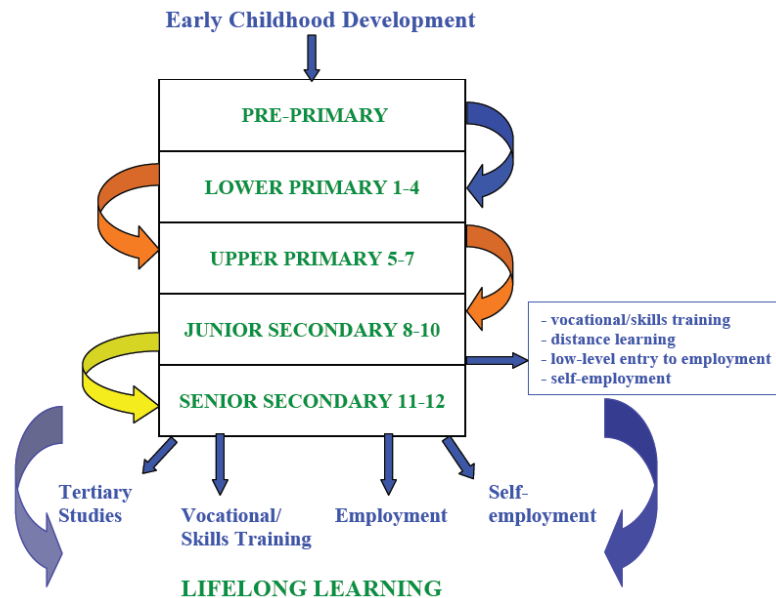 Early Childhood Development
PRE-PRIMARY
LOWER PRIMARY 1-4
UPPER PRIMARY 5-7
JUNIOR SECONDARY 8-10
- vocational/skills training
- distance learning
- low-level entry to employment
- self-employment
SENIOR SECONDARY 11-12
Tertiary
Studies
Vocational/
Skills Training
Employment
Self-
employment
LIFELONG LEARNING